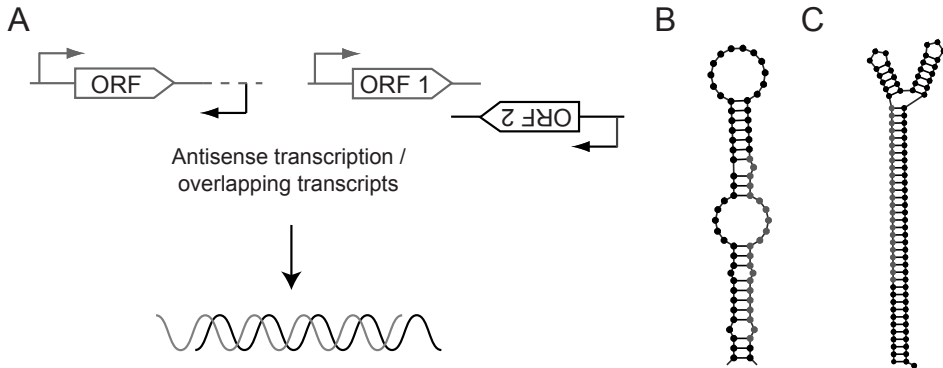 A
B
C
ORF
ORF 1
ORF 2
Antisense transcription /
overlapping transcripts